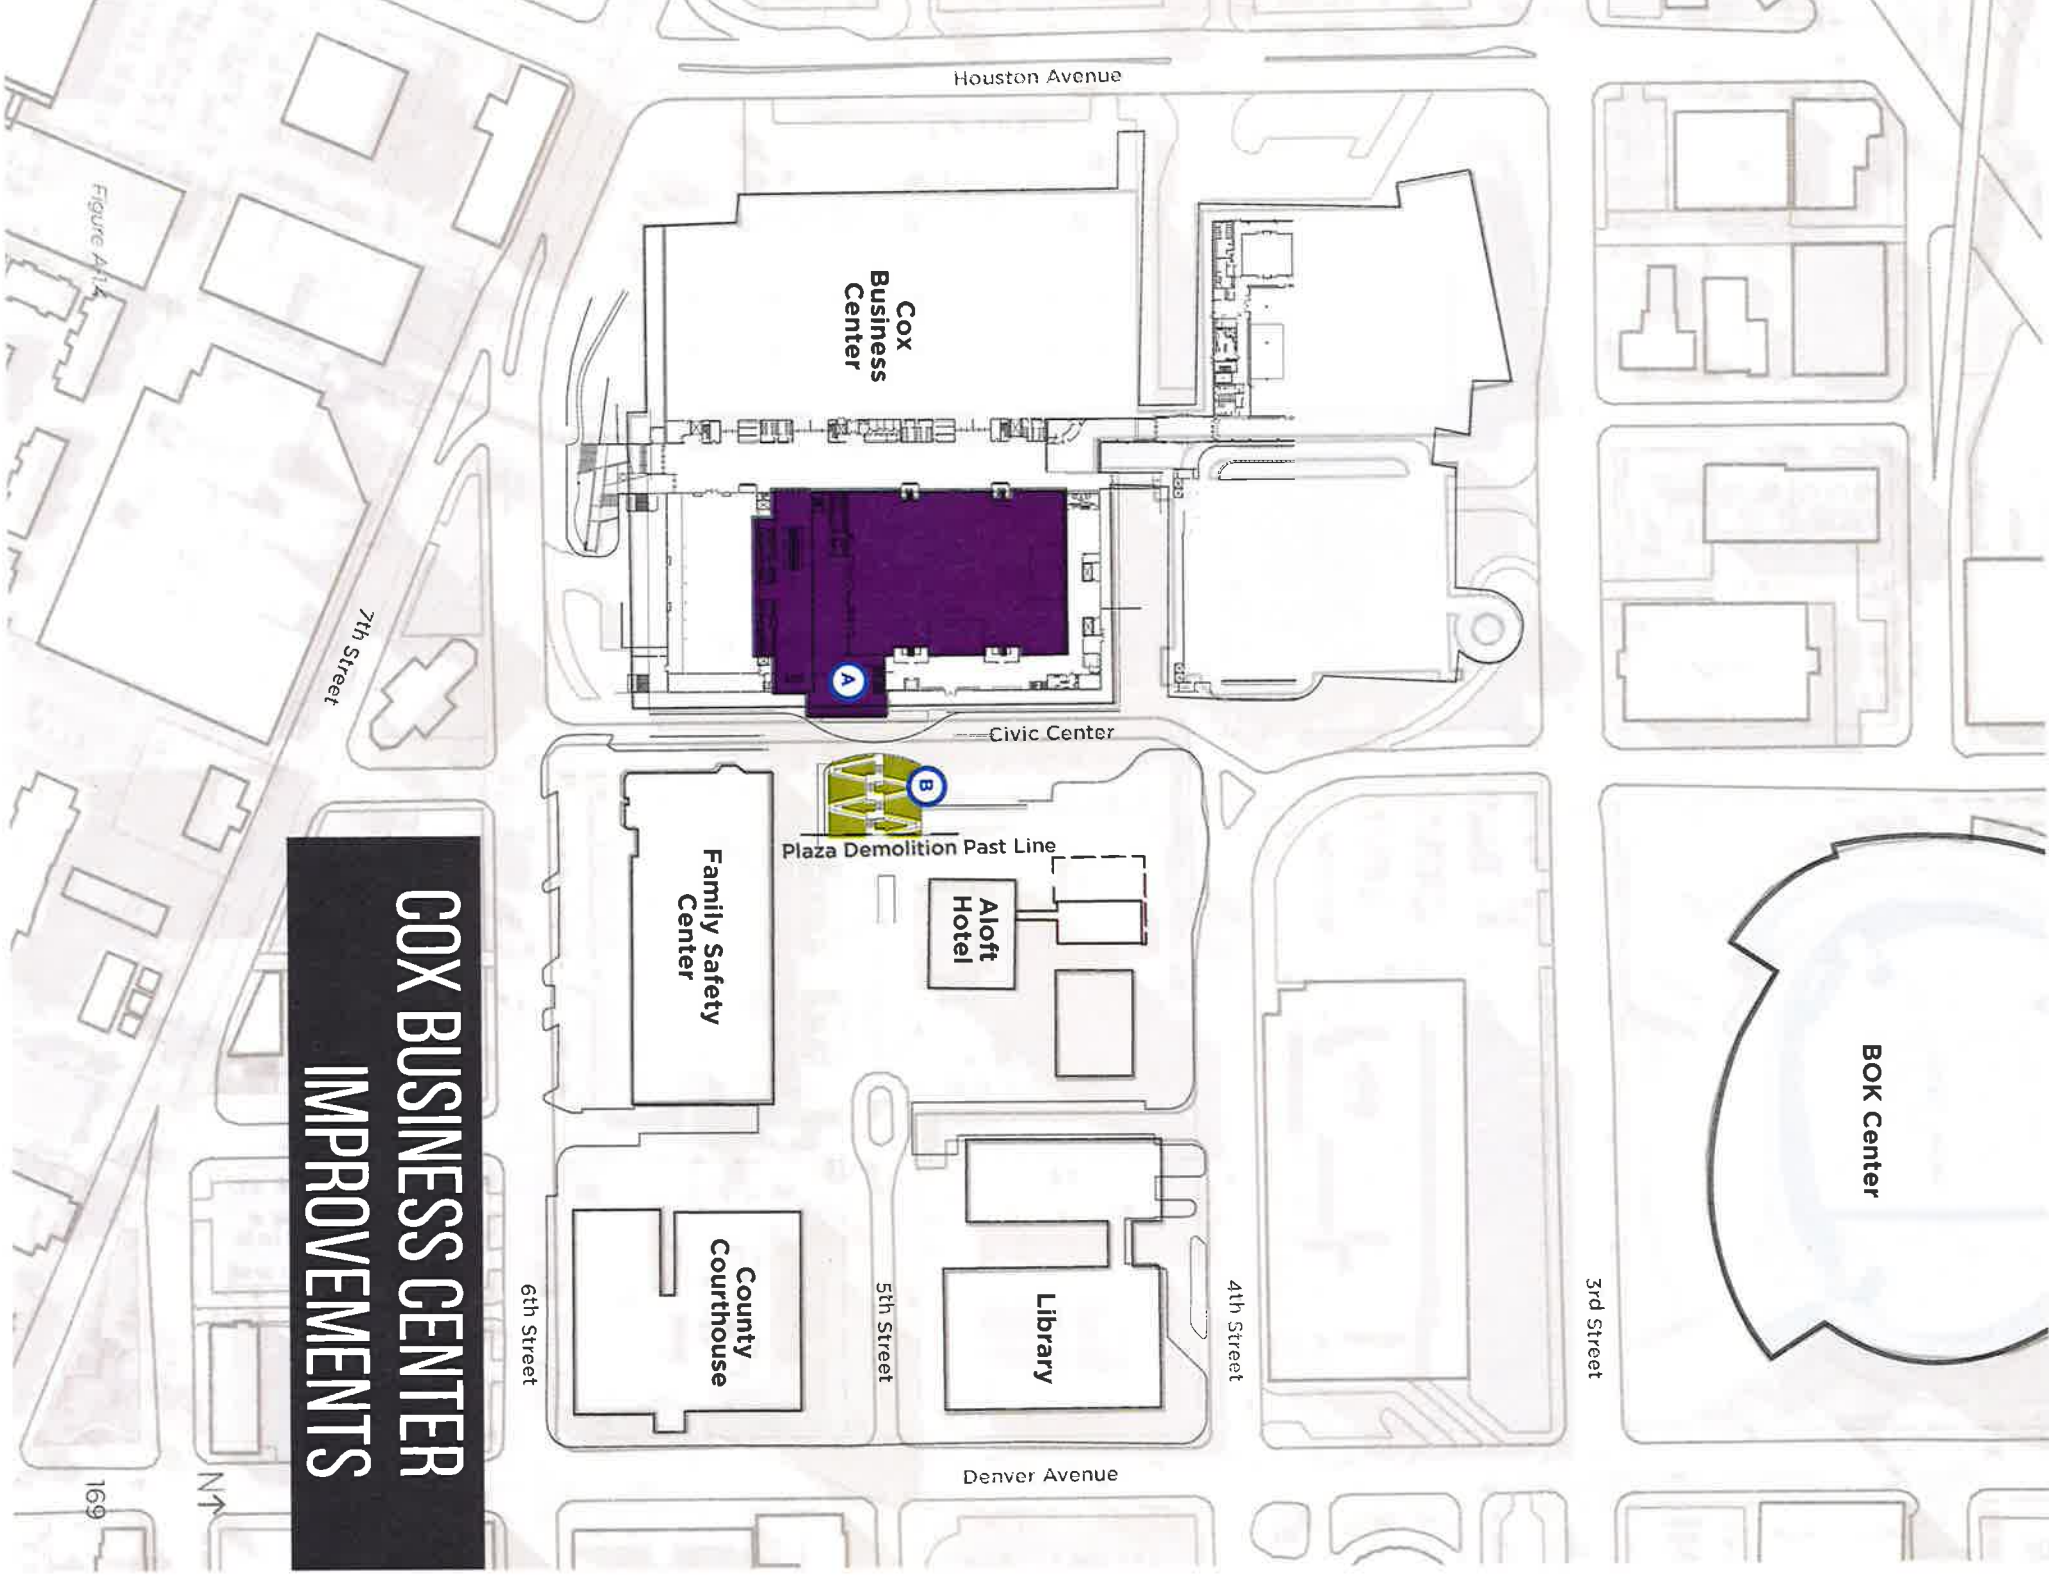 Houston Avenue
Figure A-14
Cox
Business
Center
7th Street
A
Civic Center
B
Plaza Demolition Past Line
Family Safety
Center
Aloft
Hotel
BOK Center
COX BUSINESS CENTER
IMPROVEMENTS
County
Courthouse
Library
6th Street
5th Street
4th Street
3rd Street
Denver Avenue
N
169